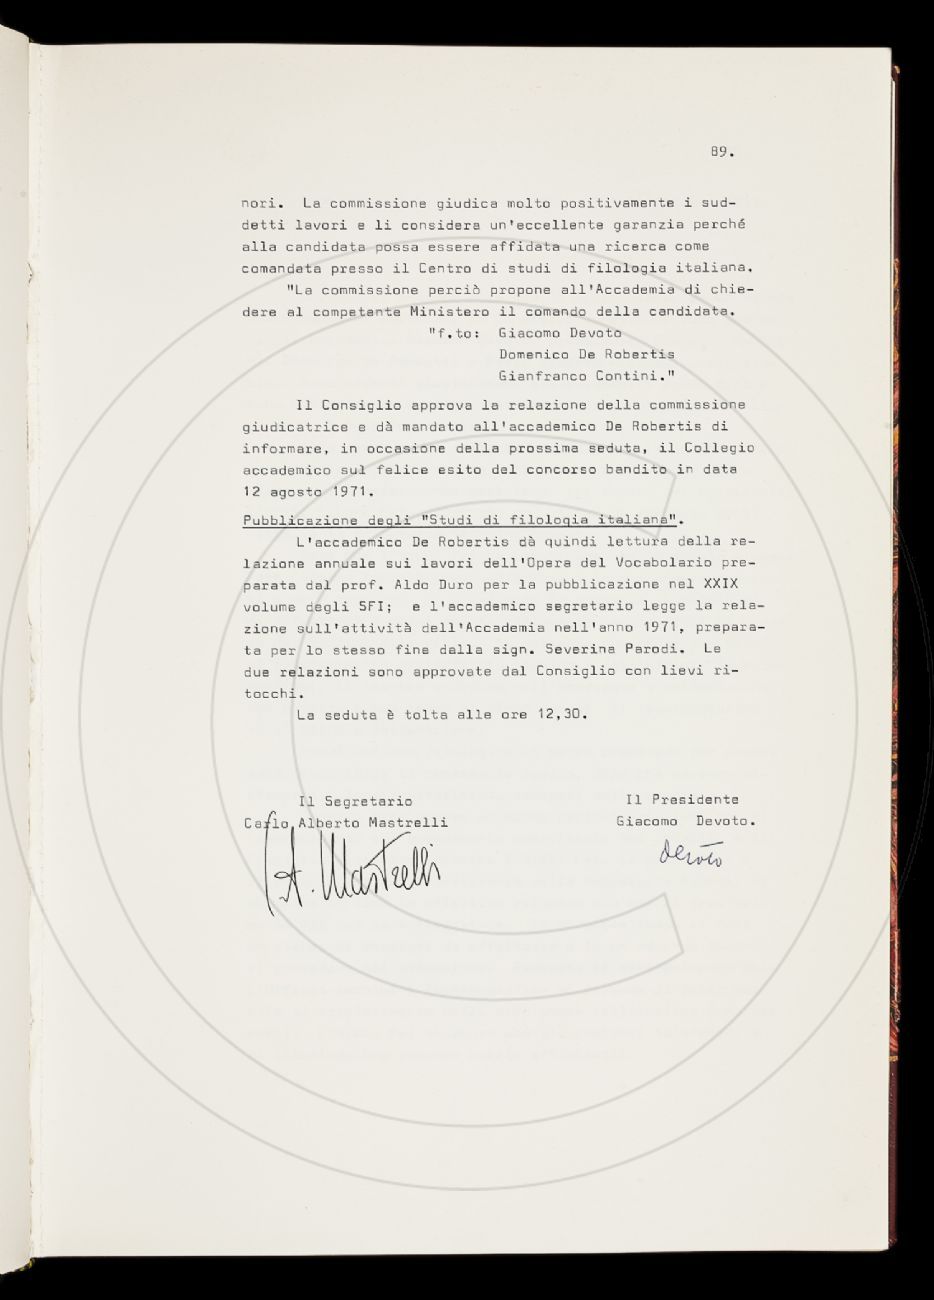 89.
nori. La commissione giudica molto positivamente i sud-
detti lavori e li considera un'eccellente garanzia perché
alla candidata possa essere affidata una ricerca come
comandata presso il Centro di studi di filologia italiana.
"La commissione perciò propone all'Accademia di chie-
dere al competente Ministero il comando della candidata.
"f.to: Giacomo Devoto
Domenico De Robertis
Gianfranco Contini."
Il Consiglio approva la relazione della commissione
giudicatrice e dà mandato all'accademico De Robertis di
informare, in occasione della prossima seduta, il Collegio
accademico sul felice esito del concorso bandito in data
12 agosto 1971.
Pubblicazione degli "Studi di filologia italiana".
L'accademico De Robertis dà quindi lettura della re-
lazione annuale sui lavori dell'Opera del Vocabolario pre-
parata dal prof. Aldo Duro per la pubblicazione nel XXIX
volume degli SFI; e l'accademico segretario legge la rela-
zione sull'attività dell'Accademia nell'anno 1971, prepara-
ta per lo stesso fine dalla sign. Severina Parodi. Le
due relazioni sono approvate dal Consiglio con lievi ri-
tocchi.
La seduta è tolta alle ore 12,30.
Il Segretario
Carlo Alberto Mastrelli
Il Presidente
Giacomo Devoto.
C.A. Mastrelli
Devoto